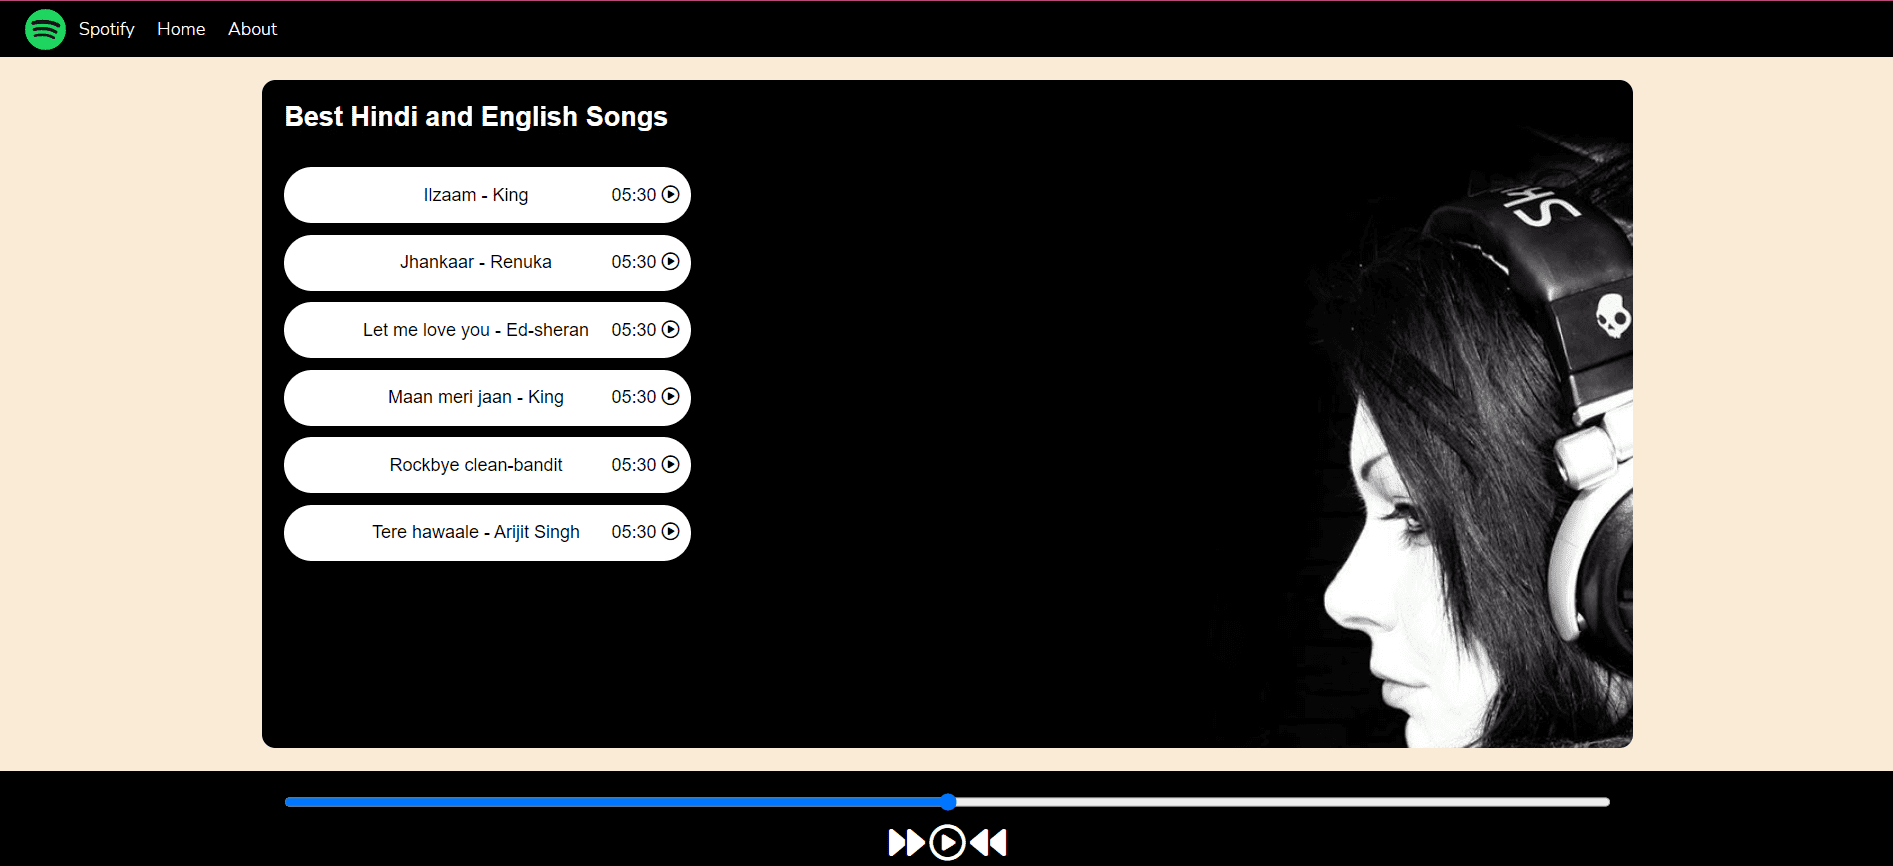 Spotify Home About
Best Hindi and English Songs
Ilzaam - King 05:30
Jhankaar - Renuka 05:30
Let me love you - Ed-sheran 05:30
Maan meri jaan - King 05:30
Rockbye clean-bandit 05:30
Tere hawaale - Arijit Singh 05:30